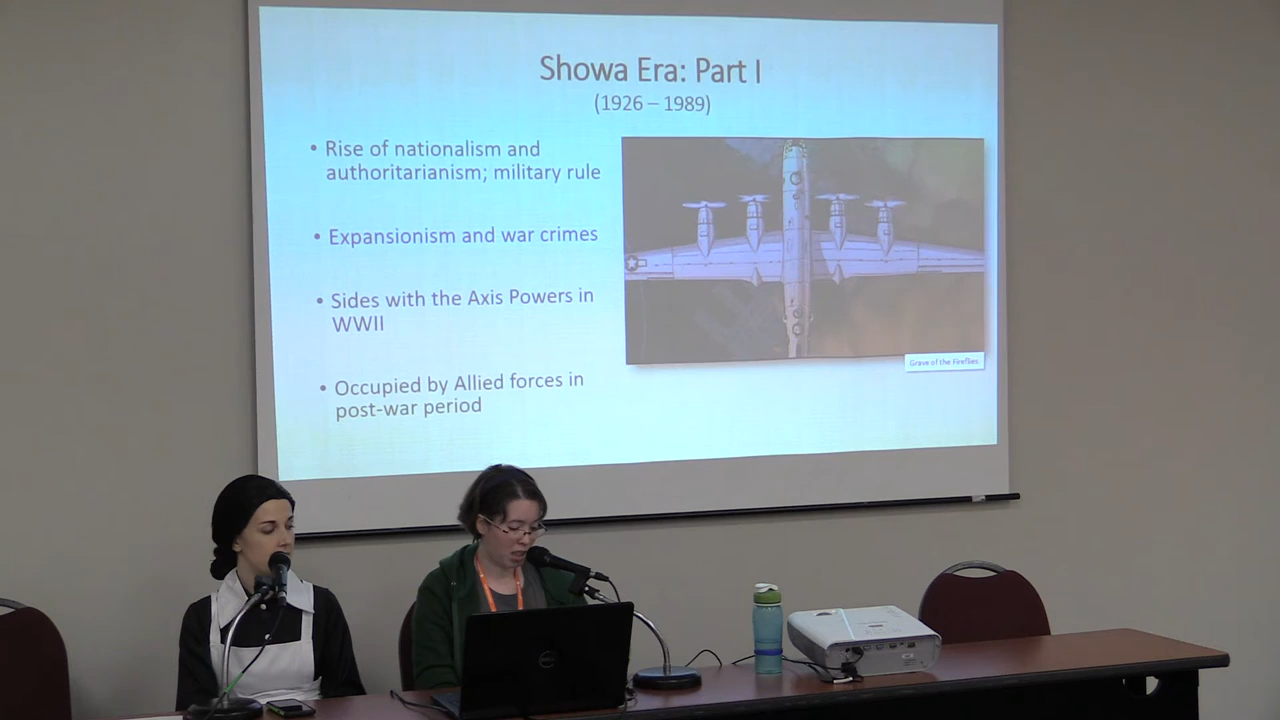 Showa Era: Part I
(1926 – 1989)
• Rise of nationalism and
authoritarianism; military rule
• Expansionism and war crimes
• Sides with the Axis Powers in
WWII
• Occupied by Allied forces in
post-war period
Grave of the Fireflies
DELL